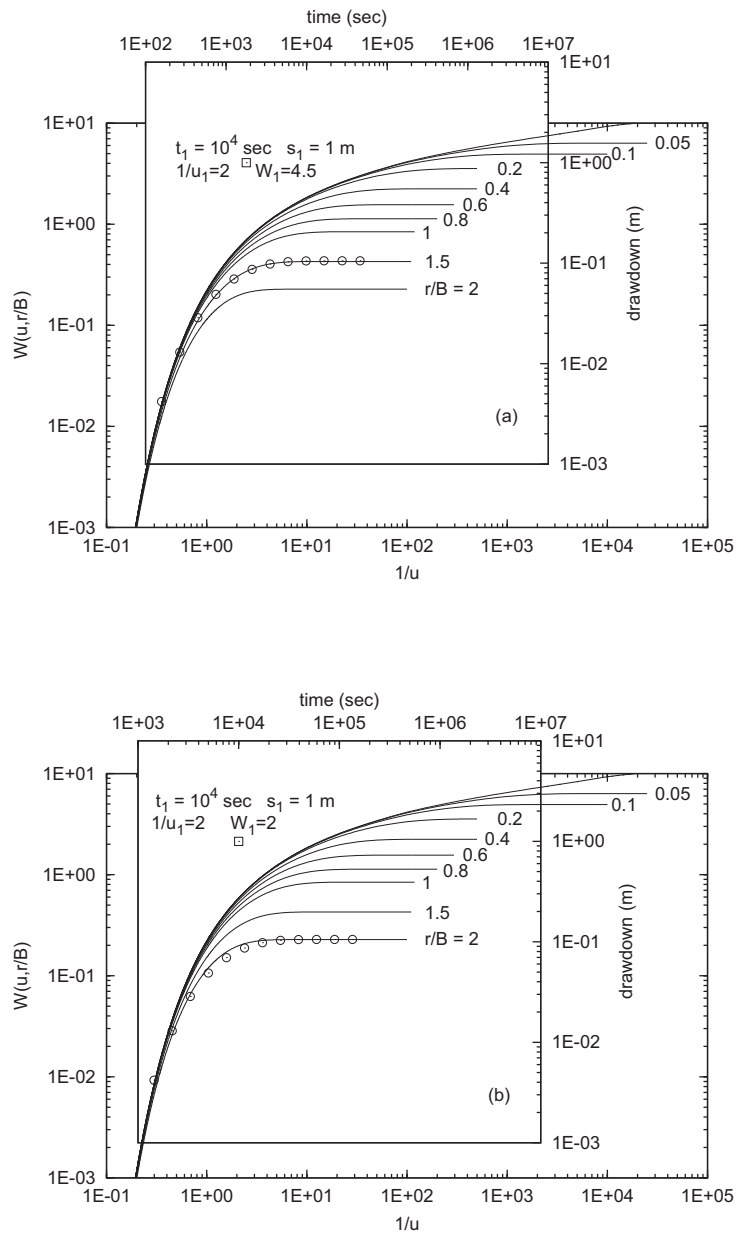 time (sec)
1E+02 1E+03 1E+04 1E+05 1E+06 1E+07
1E+01
1E+01
t1 = 10^4 sec s1 = 1 m
1/u1=2 W1=4.5
0.05
0.1
1E+00
0.2
0.4
0.6
0.8
1
1E+00
1.5
1E-01
r/B = 2
drawdown (m)
W(u,r/B)
1E-01
1E-02
1E-02
(a)
1E-03
1E-03
1E-01 1E+00 1E+01 1E+02 1E+03 1E+04 1E+05
1/u
time (sec)
1E+03 1E+04 1E+05 1E+06 1E+07
1E+01
1E+01
t1 = 10^4 sec s1 = 1 m
1/u1=2 W1=2
0.05
0.1
0.2
1E+00
0.4
0.6
0.8
1
1E+00
1.5
r/B = 2
1E-01
drawdown (m)
W(u,r/B)
1E-01
1E-02
1E-02
(b)
1E-03
1E-03
1E-01 1E+00 1E+01 1E+02 1E+03 1E+04 1E+05
1/u